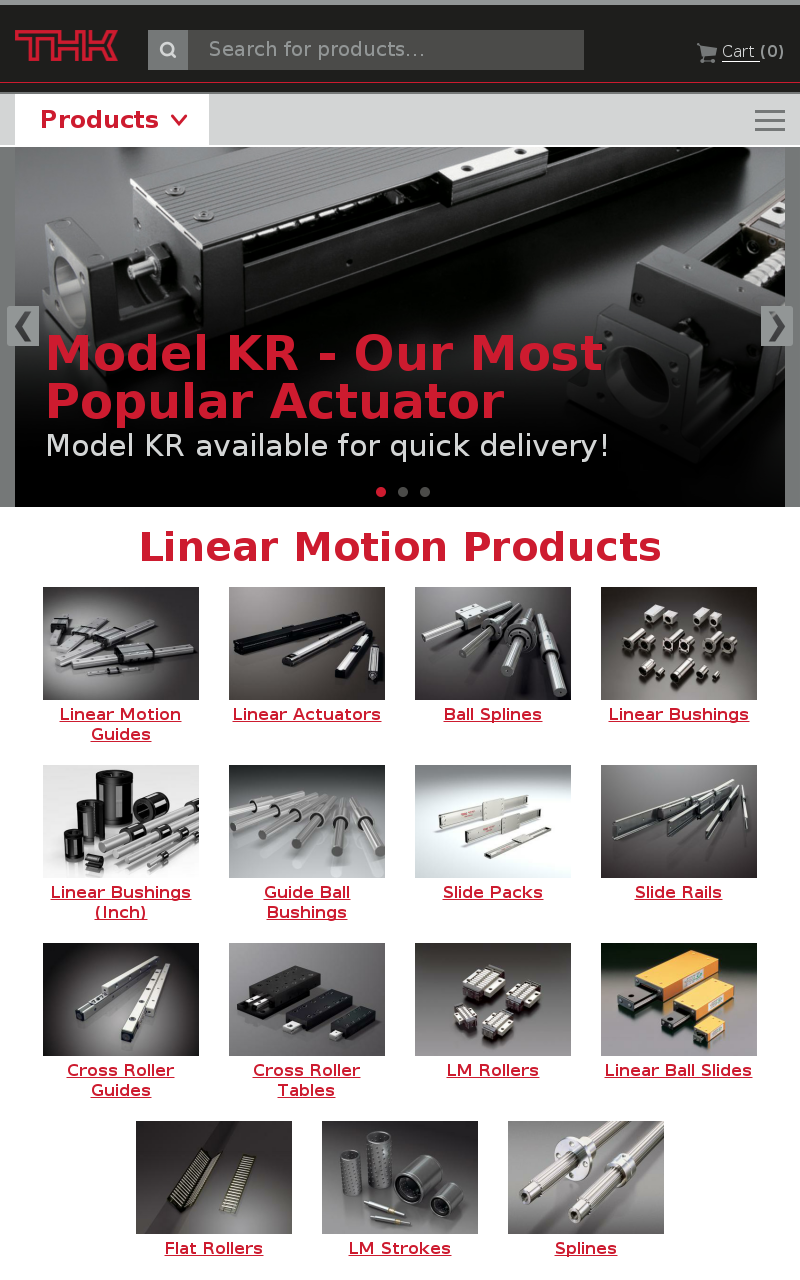 THK
Search for products...
Cart (0)
Products
Model KR - Our Most
Popular Actuator
Model KR available for quick delivery!
Linear Motion Products
Linear Motion
Guides
Linear Actuators
Ball Splines
Linear Bushings
Linear Bushings
(Inch)
Guide Ball
Bushings
Slide Packs
Slide Rails
Cross Roller
Guides
Cross Roller
Tables
LM Rollers
Linear Ball Slides
Flat Rollers
LM Strokes
Splines